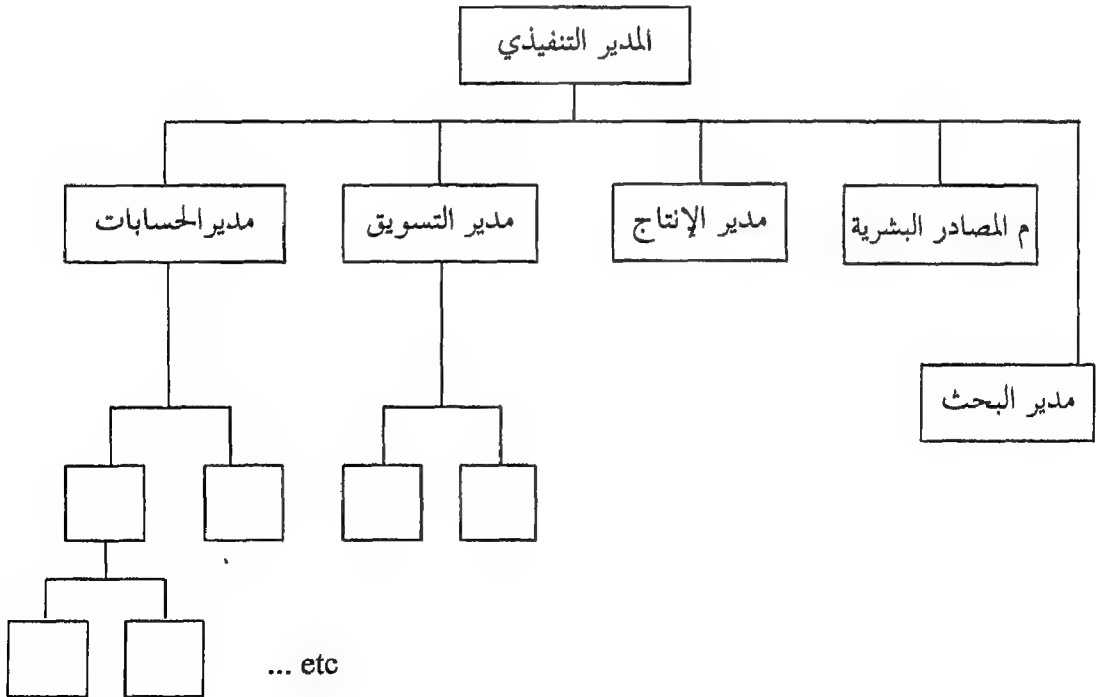 المدير التنفيذي
م المصادر البشرية
مدير الإنتاج
مدير التسويق
مديرالحسابات
مدير البحث
... etc